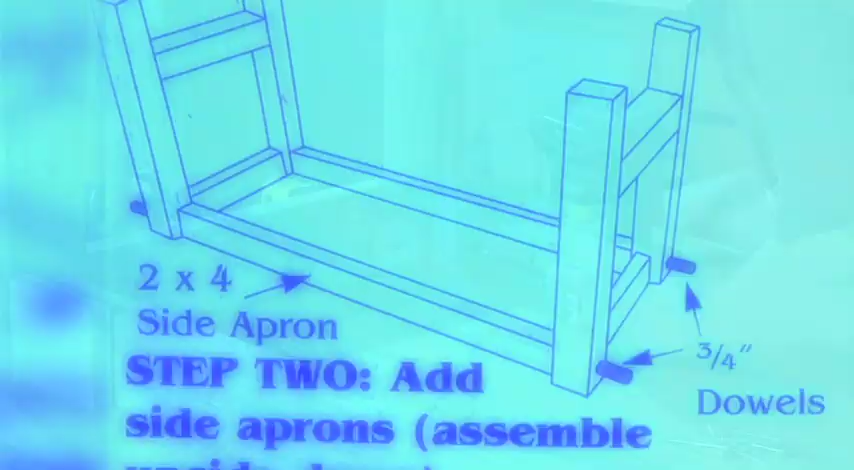 2 x 4
Side Apron
3/4"
Dowels
STEP TWO: Add
side aprons (assemble